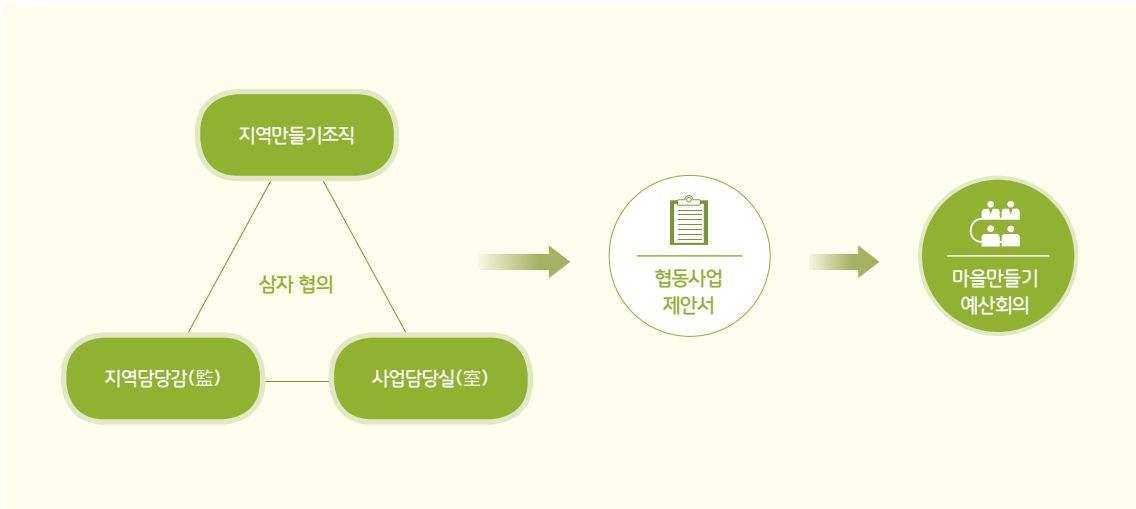 지역만들기조직
삼자 협의
지역담당감(監)
사업담당실(室)
협동사업
제안서
마을만들기
예산회의